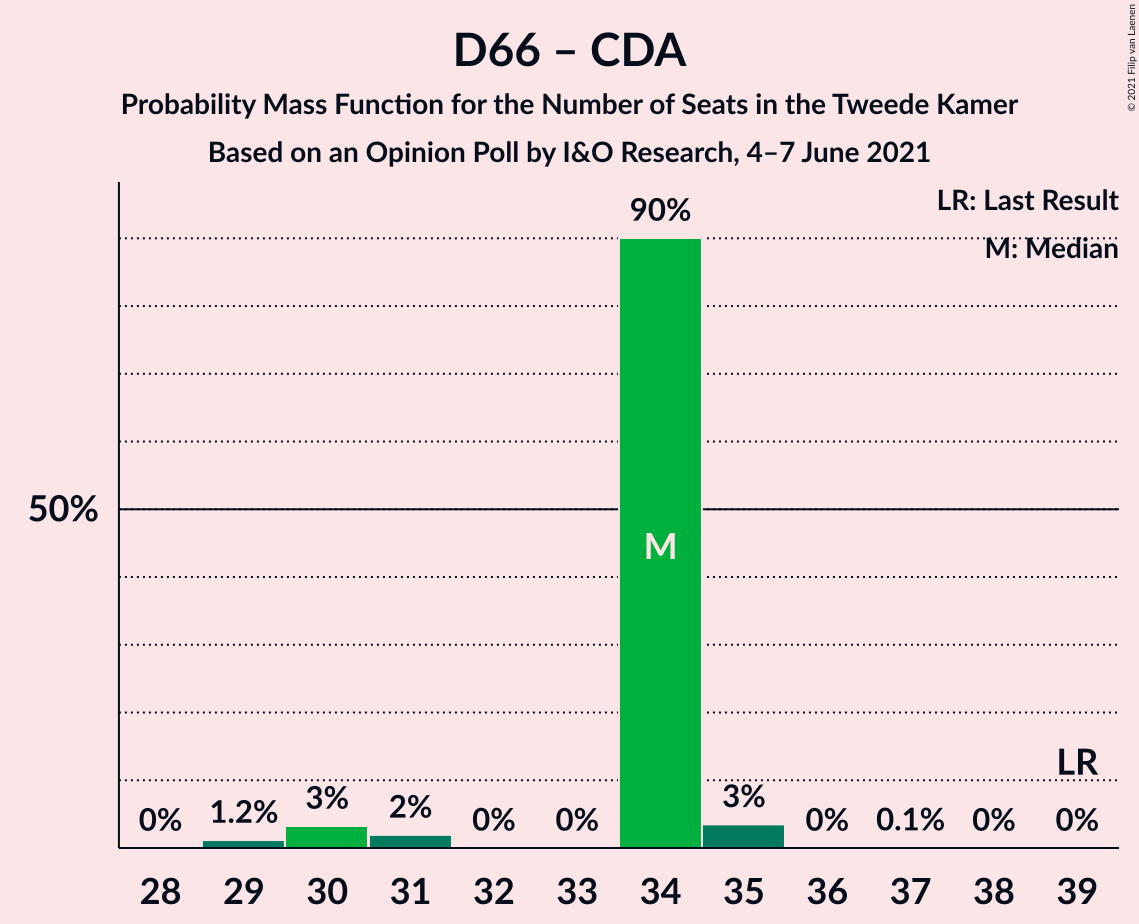 D66 – CDA
Probability Mass Function for the Number of Seats in the Tweede Kamer
Based on an Opinion Poll by I&O Research, 4–7 June 2021
© 2021 Filip van Laenen
LR: Last Result
M: Median
90%
50%
M
LR
0% 1.2% 3% 2% 0% 0% 3% 0% 0.1% 0% 0%
28 29 30 31 32 33 34 35 36 37 38 39